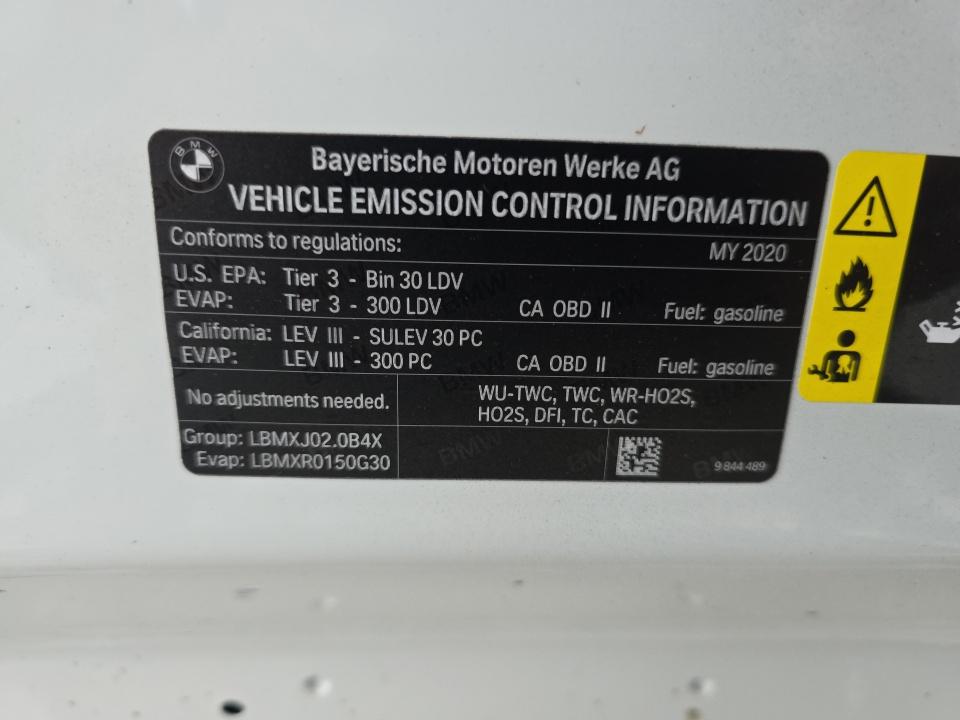 BMW
Bayerische Motoren Werke AG
VEHICLE EMISSION CONTROL INFORMATION
Conforms to regulations: MY 2020
U.S. EPA: Tier 3 - Bin 30 LDV
EVAP: Tier 3 - 300 LDV CA OBD II Fuel: gasoline
California: LEV III - SULEV 30 PC
EVAP: LEV III - 300 PC CA OBD II Fuel: gasoline
No adjustments needed. WU-TWC, TWC, WR-HO2S,
HO2S, DFI, TC, CAC
Group: LBMXJ02.0B4X
Evap: LBMXR0150G30
9 844 489